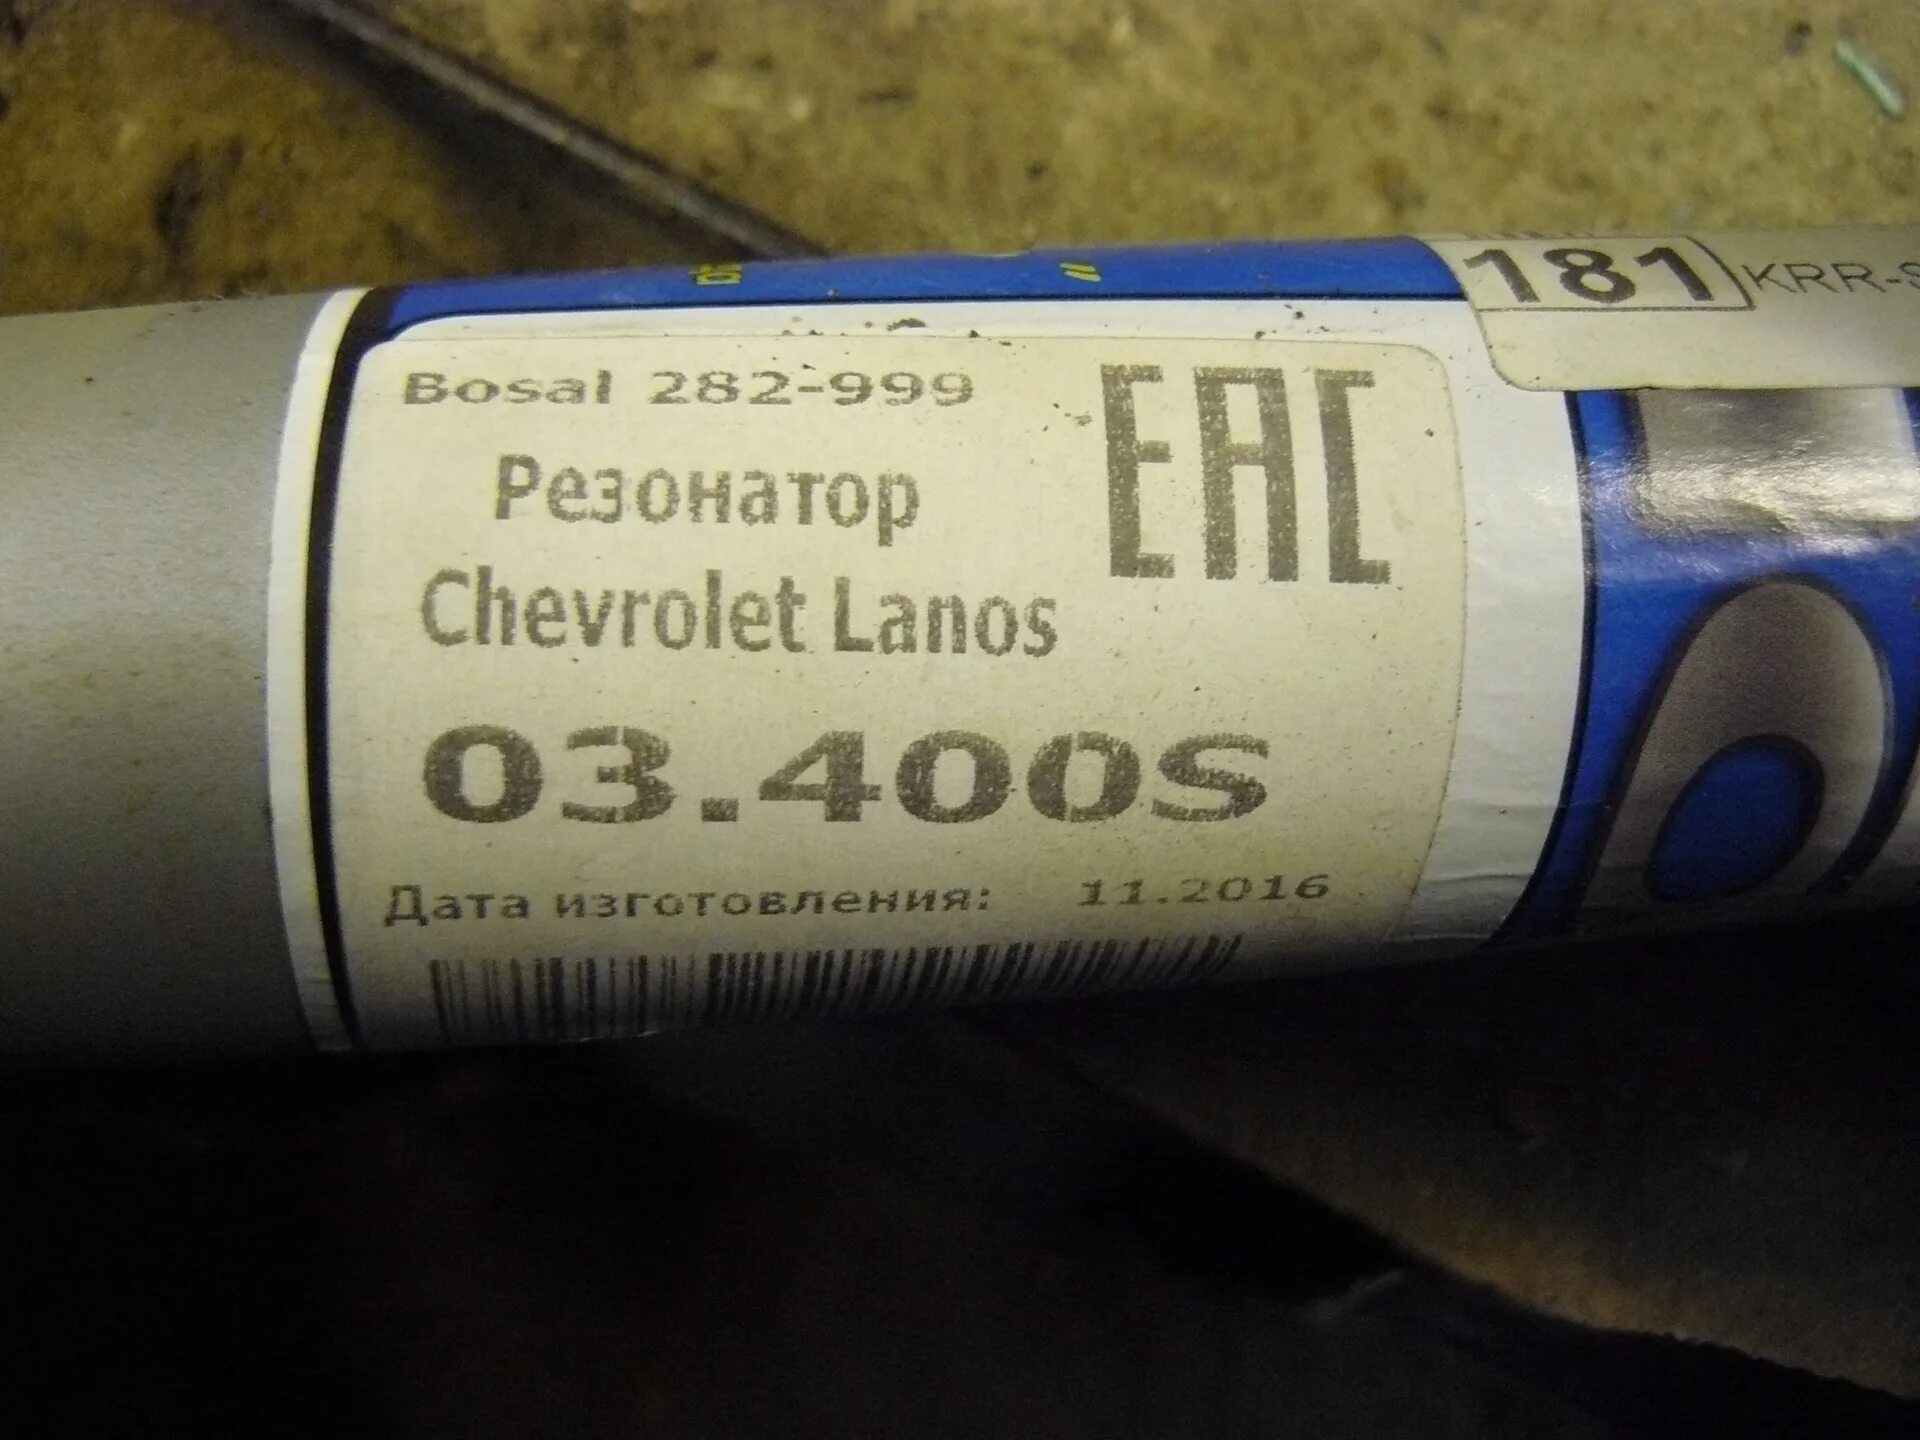 181
Bosal 282-999
EAC
Резонатор
Chevrolet Lanos
03.400S
Дата изготовления: 11.2016